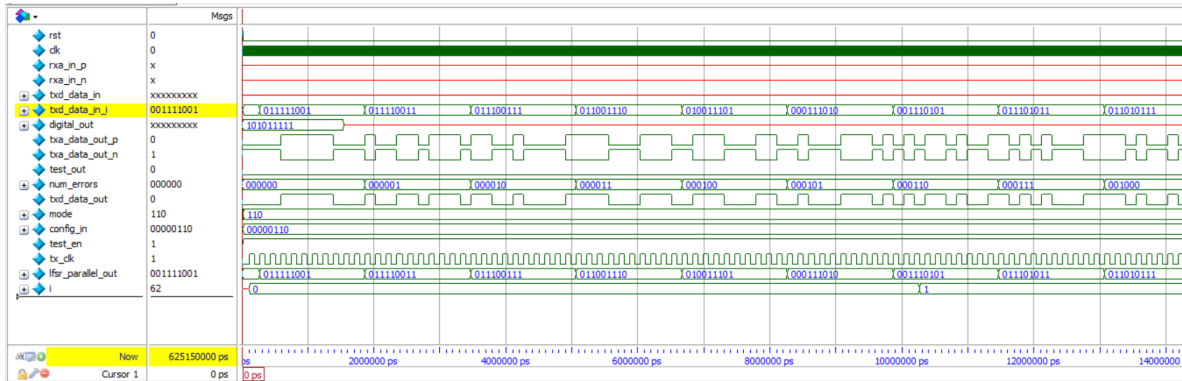 Msgs
rst 0
clk 0
rxa_in_p x
rxa_in_n x
txd_data_in xxxxxxxxx
txd_data_in_i 001111001 011111001 011110011 011100111 011001110 010011101 000111010 001110101 011101011 011010111
digital_out xxxxxxxxx 101011111
txa_data_out_p 0
txa_data_out_n 1
test_out 0
num_errors 000000 000000 000001 000010 000011 000100 000101 000110 000111 001000
txd_data_out 0
mode 110 110
config_in 00000110 00000110
test_en 1
tx_clk 1
lfsr_parallel_out 001111001 011111001 011110011 011100111 011001110 010011101 000111010 001110101 011101011 011010111
i 62 0 1
Now 625150000 ps ps 2000000 ps 4000000 ps 6000000 ps 8000000 ps 10000000 ps 12000000 ps 14000000
Cursor 1 0 ps 0 ps